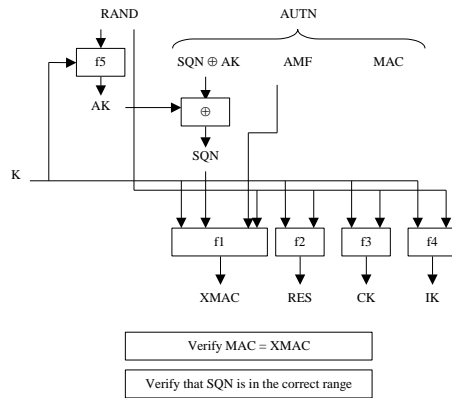 RAND AUTN
f5 SQN ⊕ AK AMF MAC
AK ⊕
SQN
K
f1 f2 f3 f4
XMAC RES CK IK
Verify MAC = XMAC
Verify that SQN is in the correct range